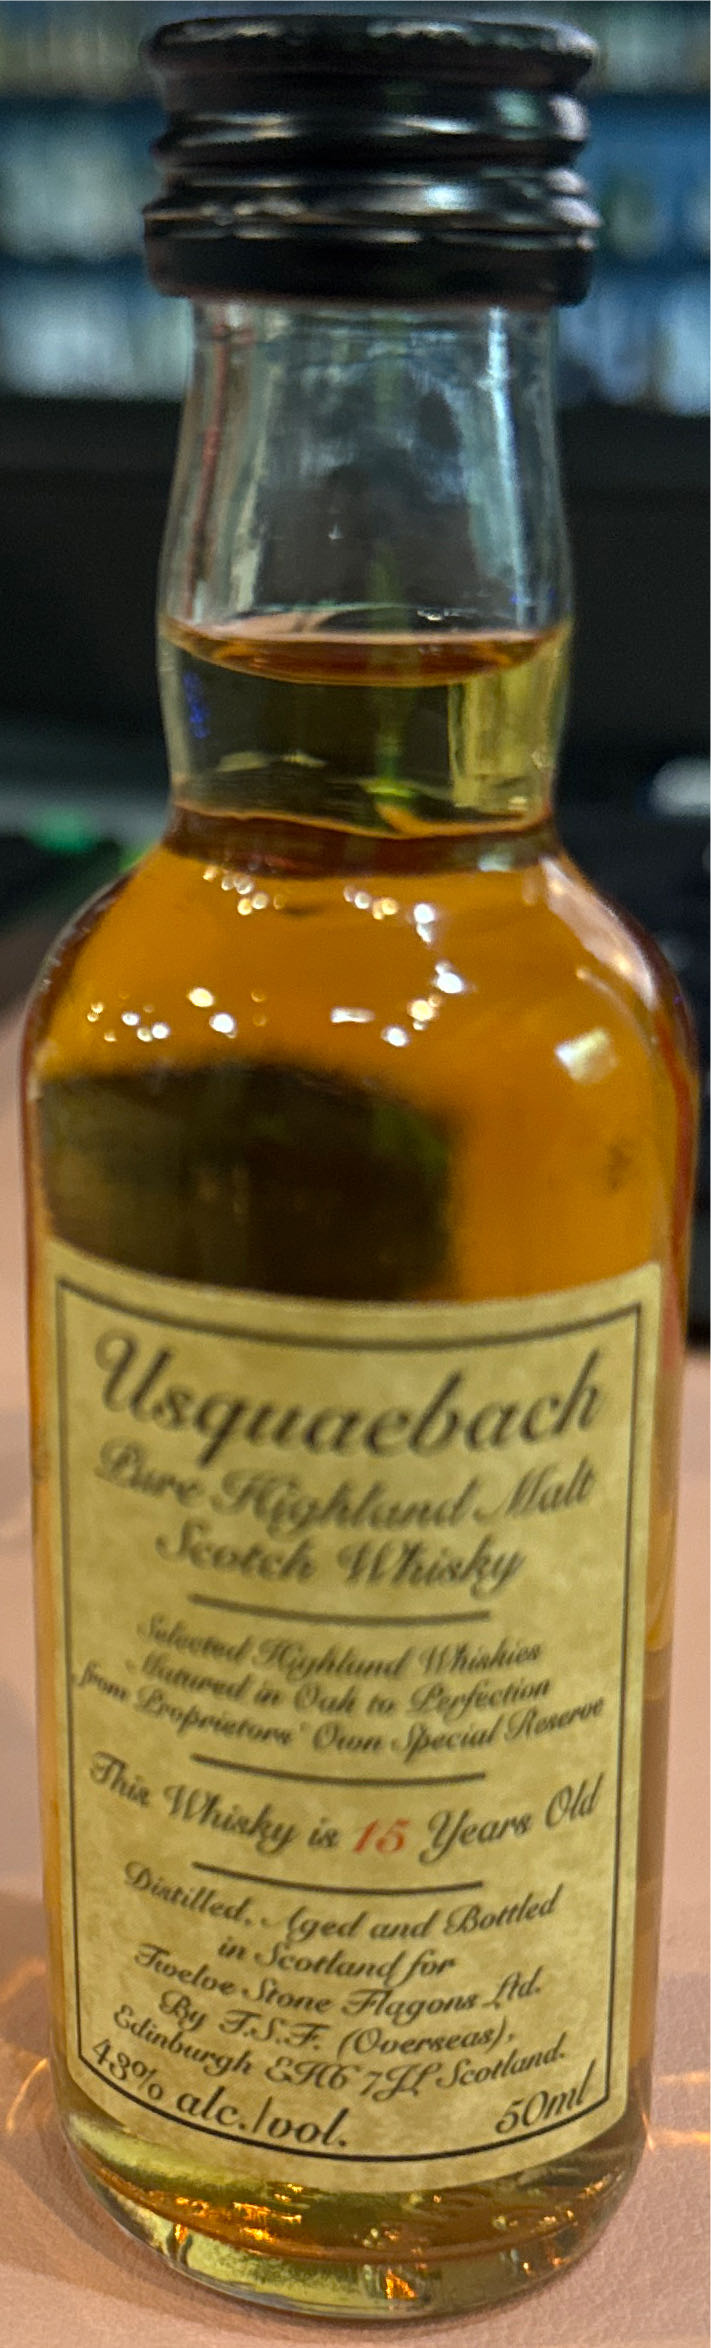 Usquaebach
Pure Highland Malt
Scotch Whisky
Selected Highland Whiskies
Matured in Oak to Perfection
from Proprietors' Own Special Reserve
This Whisky is 15 Years Old
Distilled, Aged and Bottled
in Scotland for
Twelve Stone Flagons Ltd.
By T.S.F. (Overseas),
Edinburgh EH6 7JL Scotland.
43% alc./vol. 50ml